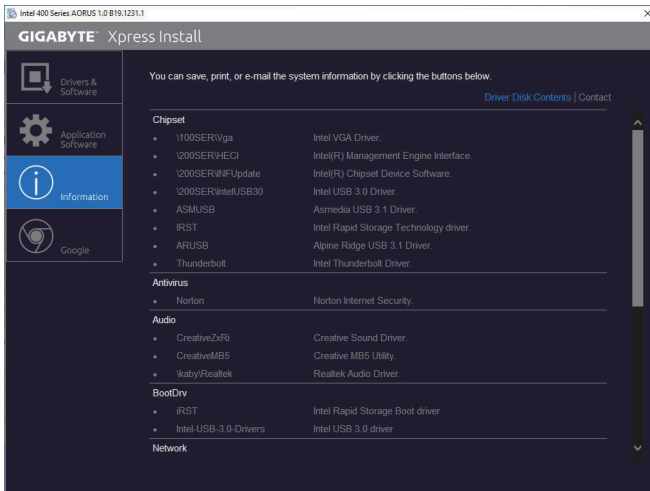 Intel 400 Series AORUS 1.0 B19.1231.1
GIGABYTE™ Xpress Install
Drivers &
Software
Application
Software
Information
Google
You can save, print, or e-mail the system information by clicking the buttons below.
Driver Disk Contents | Contact
Chipset
• \100SER\Vga Intel VGA Driver.
• \200SER\HECI Intel(R) Management Engine Interface.
• \200SER\INFUpdate Intel(R) Chipset Device Software.
• \200SER\IntelUSB30 Intel USB 3.0 Driver.
• ASMUSB Asmedia USB 3.1 Driver.
• IRST Intel Rapid Storage Technology driver.
• ARUSB Alpine Ridge USB 3.1 Driver.
• Thunderbolt Intel Thunderbolt Driver.
Antivirus
• Norton Norton Internet Security.
Audio
• CreativeZxRi Creative Sound Driver.
• CreativeMB5 Creative MB5 Utility.
• \kaby\Realtek Realtek Audio Driver.
BootDrv
• iRST Intel Rapid Storage Boot driver
• Intel-USB-3.0-Drivers Intel USB 3.0 driver
Network